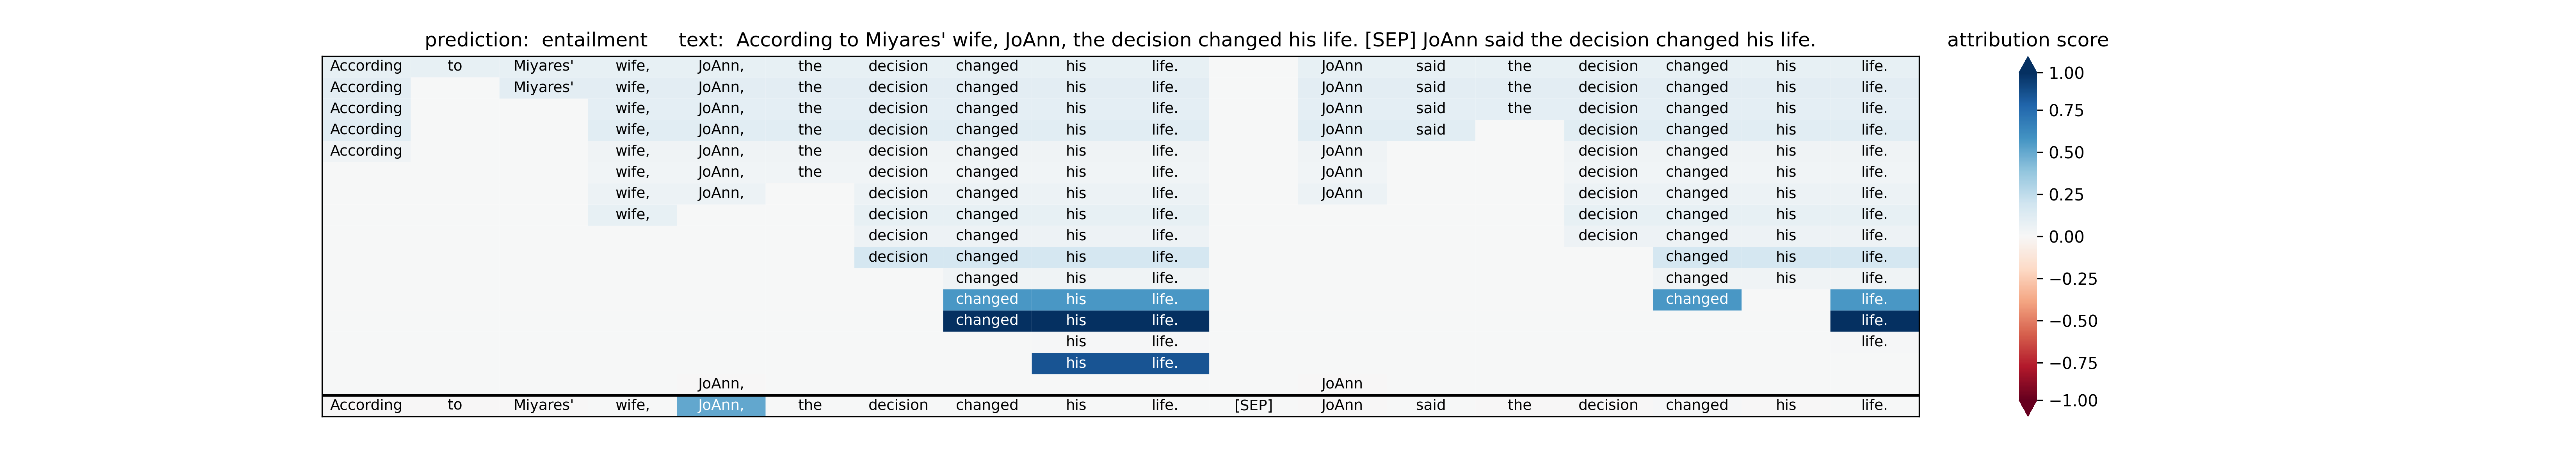 prediction:  entailment     text:  According to Miyares' wife, JoAnn, the decision changed his life. [SEP] JoAnn said the decision changed his life.
attribution score
According to Miyares' wife, JoAnn, the decision changed his life. JoAnn said the decision changed his life.
According Miyares' wife, JoAnn, the decision changed his life. JoAnn said the decision changed his life.
According wife, JoAnn, the decision changed his life. JoAnn said the decision changed his life.
According wife, JoAnn, the decision changed his life. JoAnn said decision changed his life.
According wife, JoAnn, the decision changed his life. JoAnn decision changed his life.
wife, JoAnn, the decision changed his life. JoAnn decision changed his life.
wife, JoAnn, decision changed his life. JoAnn decision changed his life.
wife, decision changed his life. decision changed his life.
decision changed his life. decision changed his life.
decision changed his life. changed his life.
changed his life. changed his life.
changed his life. changed life.
changed his life. life.
his life. life.
his life.
JoAnn, JoAnn
According to Miyares' wife, JoAnn, the decision changed his life. [SEP] JoAnn said the decision changed his life.
1.00
0.75
0.50
0.25
0.00
−0.25
−0.50
−0.75
−1.00